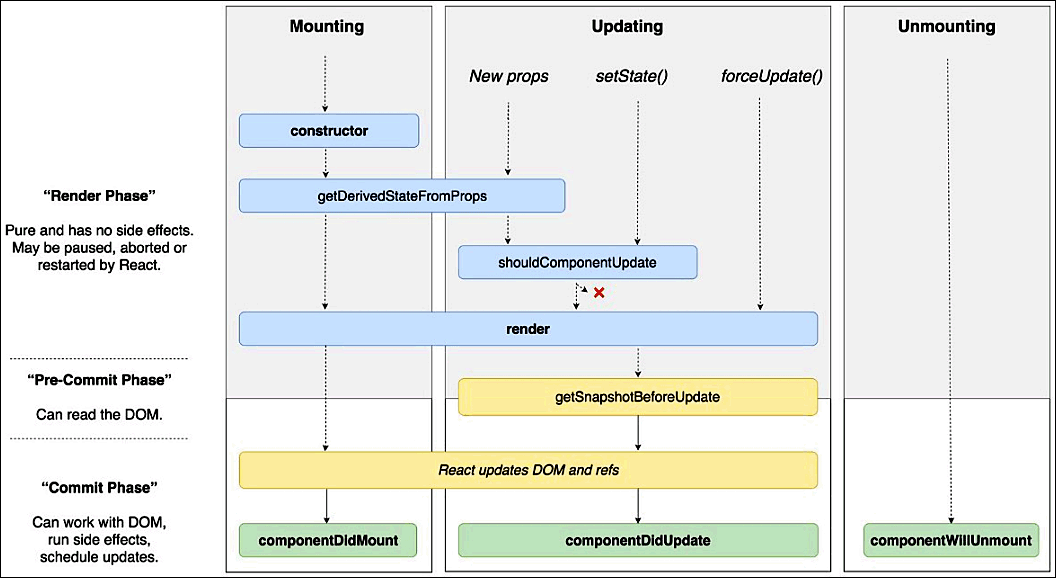 Mounting
Updating
Unmounting
New props
setState()
forceUpdate()
constructor
“Render Phase”
getDerivedStateFromProps
Pure and has no side effects.
May be paused, aborted or
restarted by React.
shouldComponentUpdate
render
“Pre-Commit Phase”
Can read the DOM.
getSnapshotBeforeUpdate
React updates DOM and refs
“Commit Phase”
Can work with DOM,
run side effects,
schedule updates.
componentDidMount
componentDidUpdate
componentWillUnmount